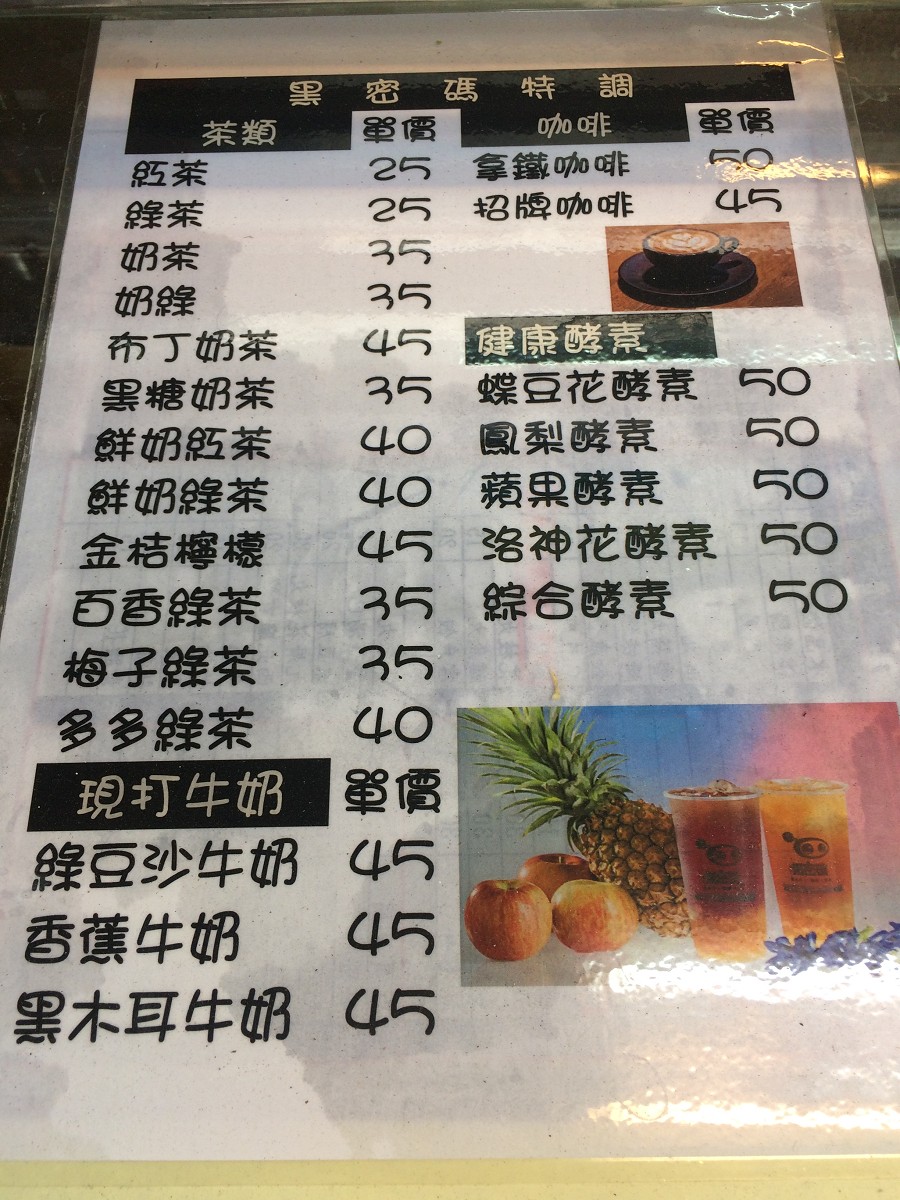 黑密碼特調
茶類 單價
紅茶 25
綠茶 25
奶茶 35
奶綠 35
布丁奶茶 45
黑糖奶茶 35
鮮奶紅茶 40
鮮奶綠茶 40
金桔檸檬 45
百香綠茶 35
梅子綠茶 35
多多綠茶 40
現打牛奶 單價
綠豆沙牛奶 45
香蕉牛奶 45
黑木耳牛奶 45
咖啡 單價
拿鐵咖啡 50
招牌咖啡 45
健康酵素
蝶豆花酵素 50
鳳梨酵素 50
蘋果酵素 50
洛神花酵素 50
綜合酵素 50